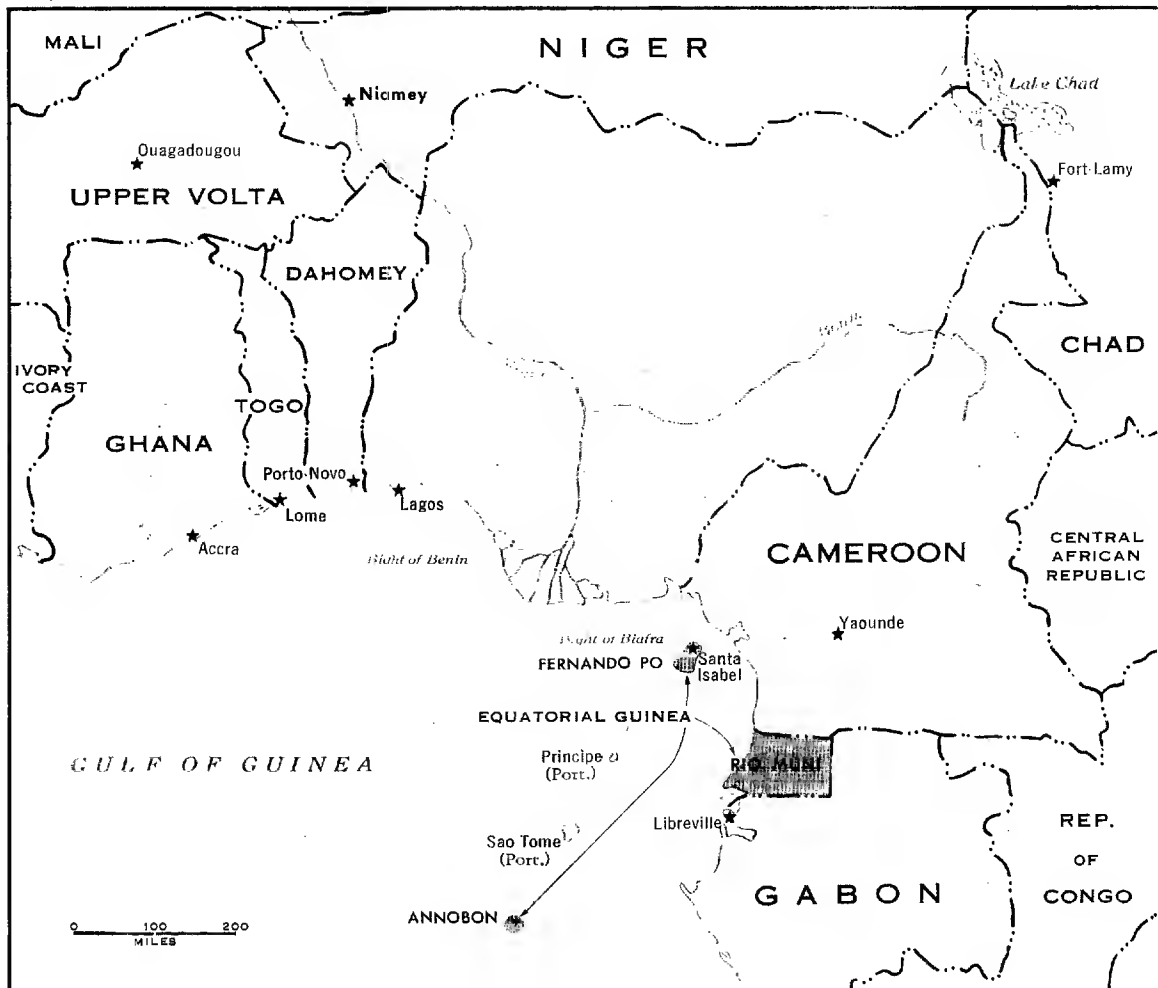 MALI
NIGER
Niamey
Lake Chad
Ouagadougou
Fort-Lamy
UPPER VOLTA
DAHOMEY
CHAD
IVORY
COAST
TOGO
GHANA
Porto-Novo
Lome
Lagos
Accra
Bight of Benin
CAMEROON
CENTRAL
AFRICAN
REPUBLIC
Yaounde
Bight of Biafra
FERNANDO PO
Santa
Isabel
EQUATORIAL GUINEA
Principe
(Port.)
GULF OF GUINEA
RIO MUNI
Libreville
Sao Tome
(Port.)
REP.
OF
CONGO
GABON
ANNOBON
0 100 200
MILES